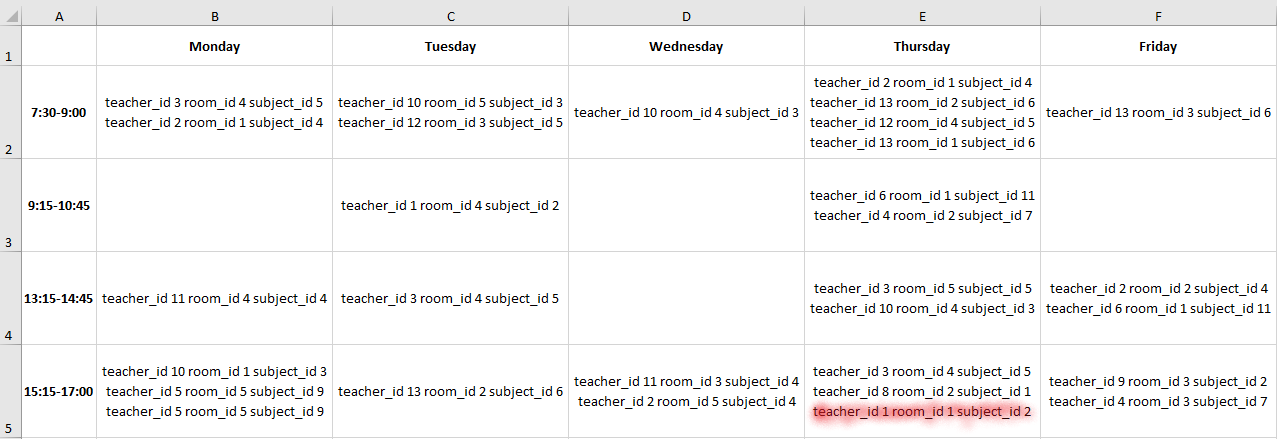 A B C D E F
1 Monday Tuesday Wednesday Thursday Friday
2 7:30-9:00
teacher_id 3 room_id 4 subject_id 5
teacher_id 2 room_id 1 subject_id 4
teacher_id 10 room_id 5 subject_id 3
teacher_id 12 room_id 3 subject_id 5
teacher_id 10 room_id 4 subject_id 3
teacher_id 2 room_id 1 subject_id 4
teacher_id 13 room_id 2 subject_id 6
teacher_id 12 room_id 4 subject_id 5
teacher_id 13 room_id 1 subject_id 6
teacher_id 13 room_id 3 subject_id 6
3 9:15-10:45
teacher_id 1 room_id 4 subject_id 2
teacher_id 6 room_id 1 subject_id 11
teacher_id 4 room_id 2 subject_id 7
4 13:15-14:45
teacher_id 11 room_id 4 subject_id 4
teacher_id 3 room_id 4 subject_id 5
teacher_id 3 room_id 5 subject_id 5
teacher_id 10 room_id 4 subject_id 3
teacher_id 2 room_id 2 subject_id 4
teacher_id 6 room_id 1 subject_id 11
5 15:15-17:00
teacher_id 10 room_id 1 subject_id 3
teacher_id 5 room_id 5 subject_id 9
teacher_id 5 room_id 5 subject_id 9
teacher_id 13 room_id 2 subject_id 6
teacher_id 11 room_id 3 subject_id 4
teacher_id 2 room_id 5 subject_id 4
teacher_id 3 room_id 4 subject_id 5
teacher_id 8 room_id 2 subject_id 1
teacher_id 1 room_id 1 subject_id 2
teacher_id 9 room_id 3 subject_id 2
teacher_id 4 room_id 3 subject_id 7